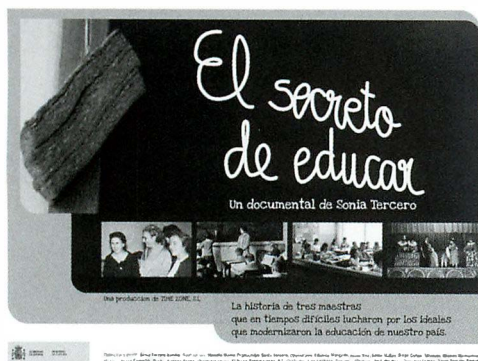 El secreto
de educar
Un documental de Sonia Tercero
Una producción de TIME ZONE, S.L.
La historia de tres maestras
que en tiempos difíciles lucharon por los ideales
que modernizaron la educación de nuestro país.